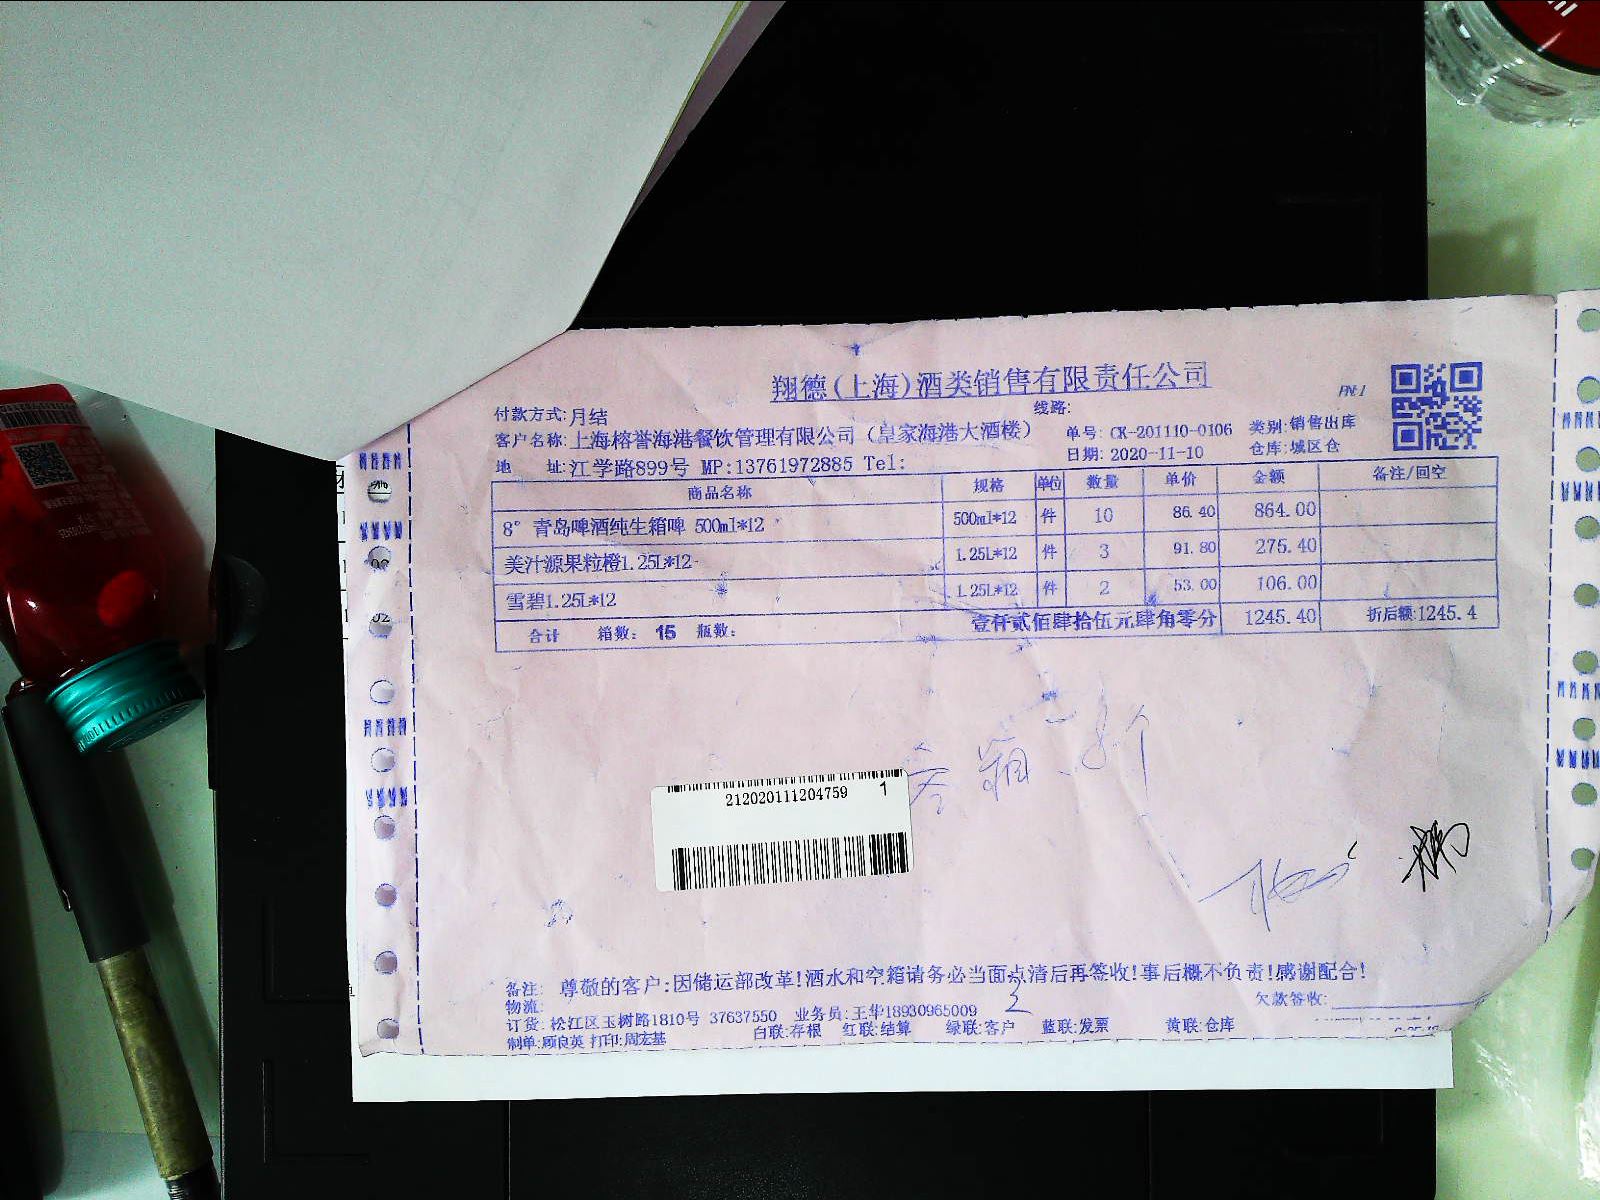 翔德(上海)酒类销售有限责任公司
付款方式:月结
线路:
客户名称:上海榕誉海港餐饮管理有限公司（皇家海港大酒楼）
单号: CK-201110-0106 类别:销售出库
地 址:江学路899号 MP:13761972885 Tel:
日期: 2020-11-10 仓库:城区仓
商品名称 规格 单位 数量 单价 金额 备注/回空
8° 青岛啤酒纯生箱啤 500ml*12 500ml*12 件 10 86.40 864.00
美汁源果粒橙1.25L*12 1.25L*12 件 3 91.80 275.40
雪碧1.25L*12 1.25L*12 件 2 53.00 106.00
合计 箱数: 15 瓶数: 壹仟贰佰肆拾伍元肆角零分 1245.40 折后额:1245.4
空箱 8个
212020111204759 1
备注: 尊敬的客户:因储运部改革!酒水和空箱请务必当面点清后再签收!事后概不负责!感谢配合!
物流:
欠款签收:
订货: 松江区玉树路1810号 37637550 业务员:王华18930965009
制单:顾良英 打印:周宏基
白联:存根 红联:结算 绿联:客户 蓝联:发票 黄联:仓库